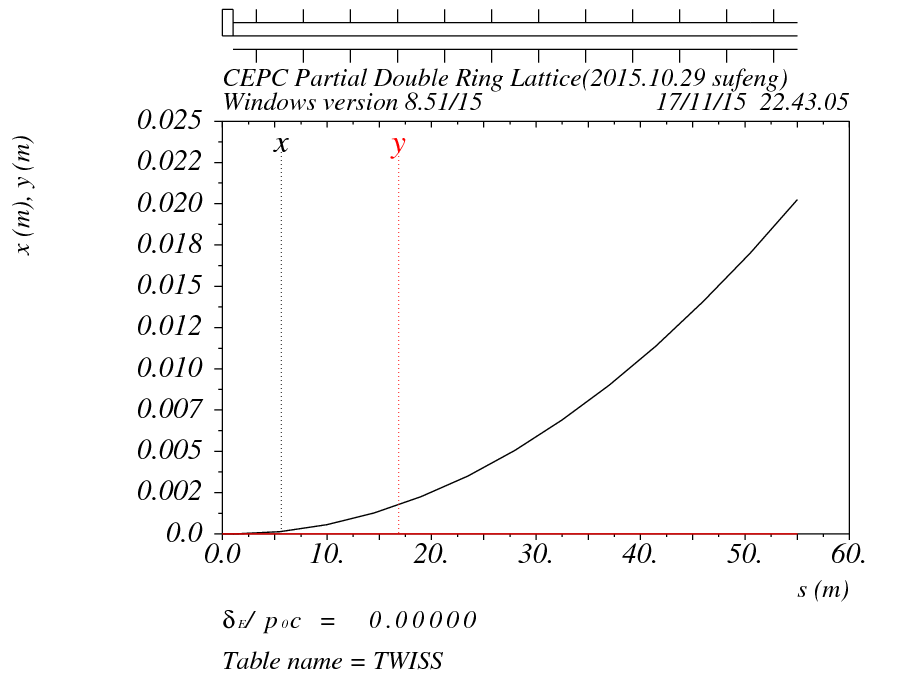 CEPC Partial Double Ring Lattice(2015.10.29 sufeng)
Windows version 8.51/15 17/11/15 22.43.05
x (m), y (m)
0.025
0.022
0.020
0.018
0.015
0.012
0.010
0.007
0.005
0.002
0.0
x y
0.0 10. 20. 30. 40. 50. 60.
s (m)
δE/ p0c = 0.00000
Table name = TWISS